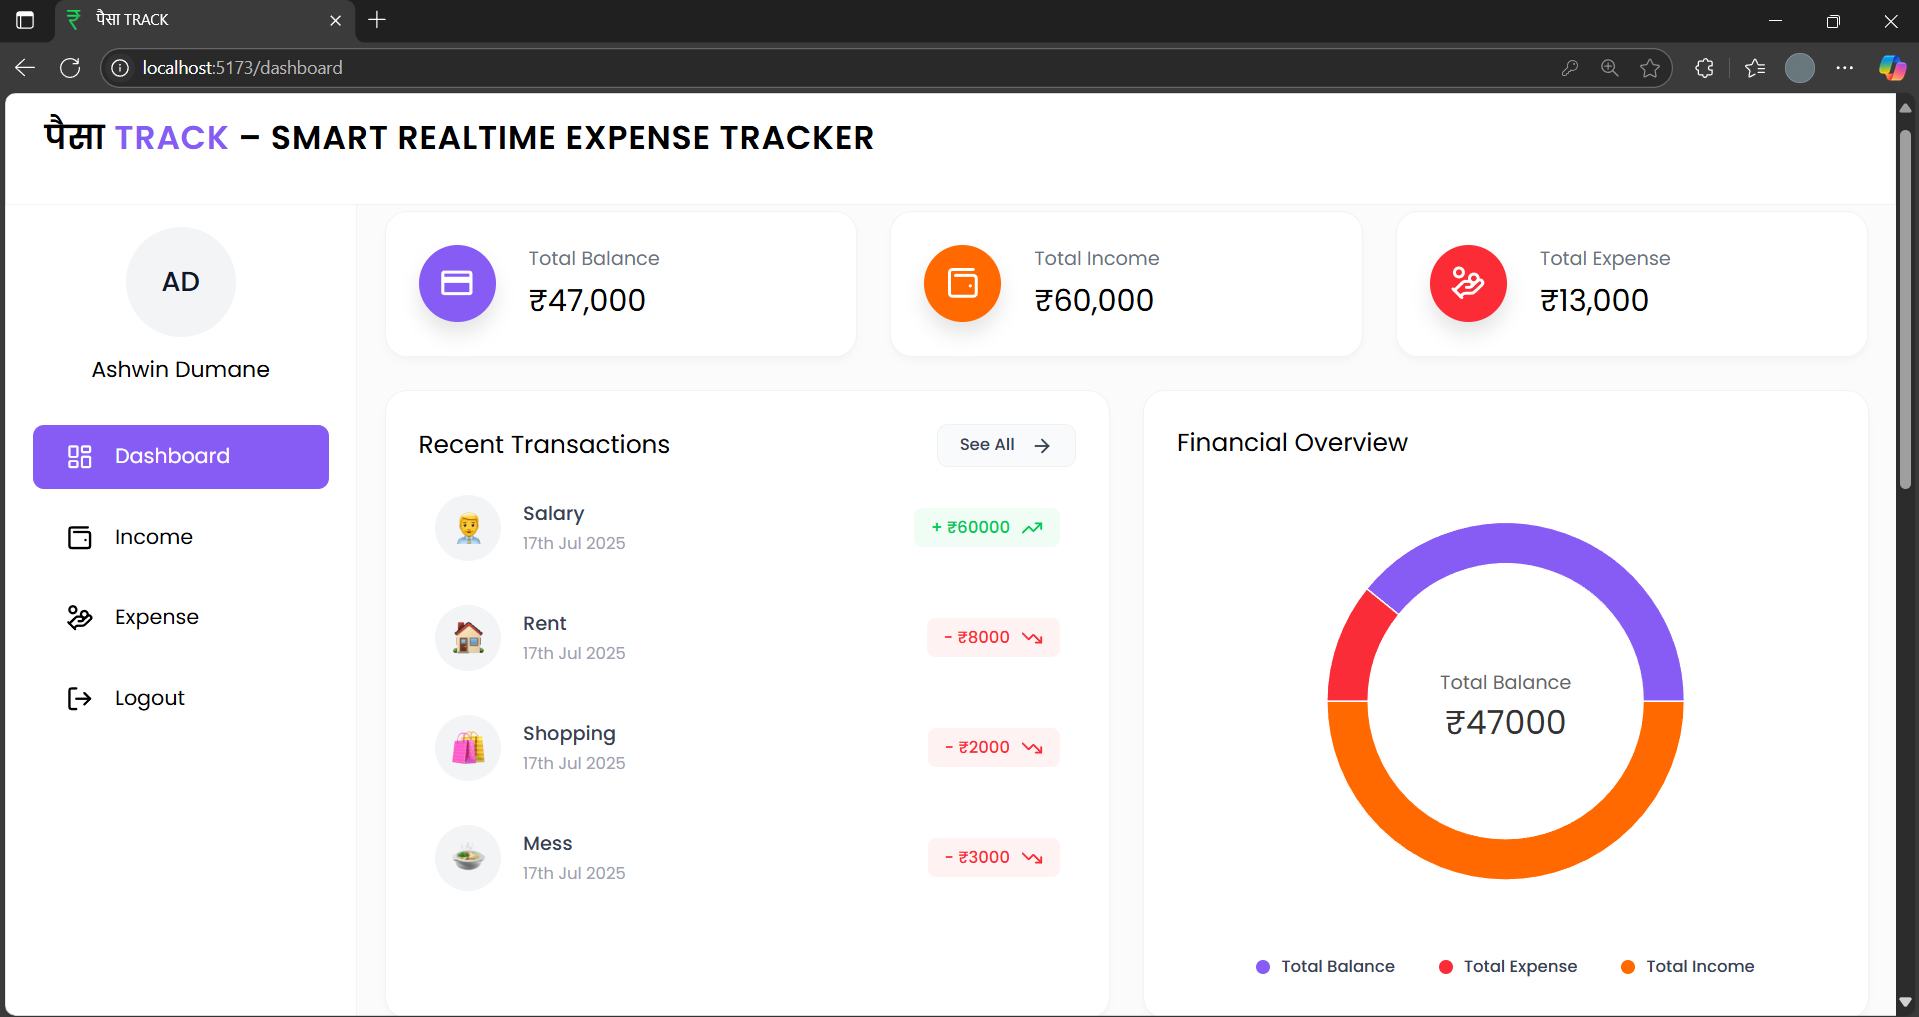 पैसा TRACK
localhost:5173/dashboard
पैसा TRACK – SMART REALTIME EXPENSE TRACKER
AD
Ashwin Dumane
Dashboard
Income
Expense
Logout
Total Balance
₹47,000
Total Income
₹60,000
Total Expense
₹13,000
Recent Transactions
See All
Salary
17th Jul 2025
+ ₹60000
Rent
17th Jul 2025
- ₹8000
Shopping
17th Jul 2025
- ₹2000
Mess
17th Jul 2025
- ₹3000
Financial Overview
Total Balance
₹47000
Total Balance
Total Expense
Total Income